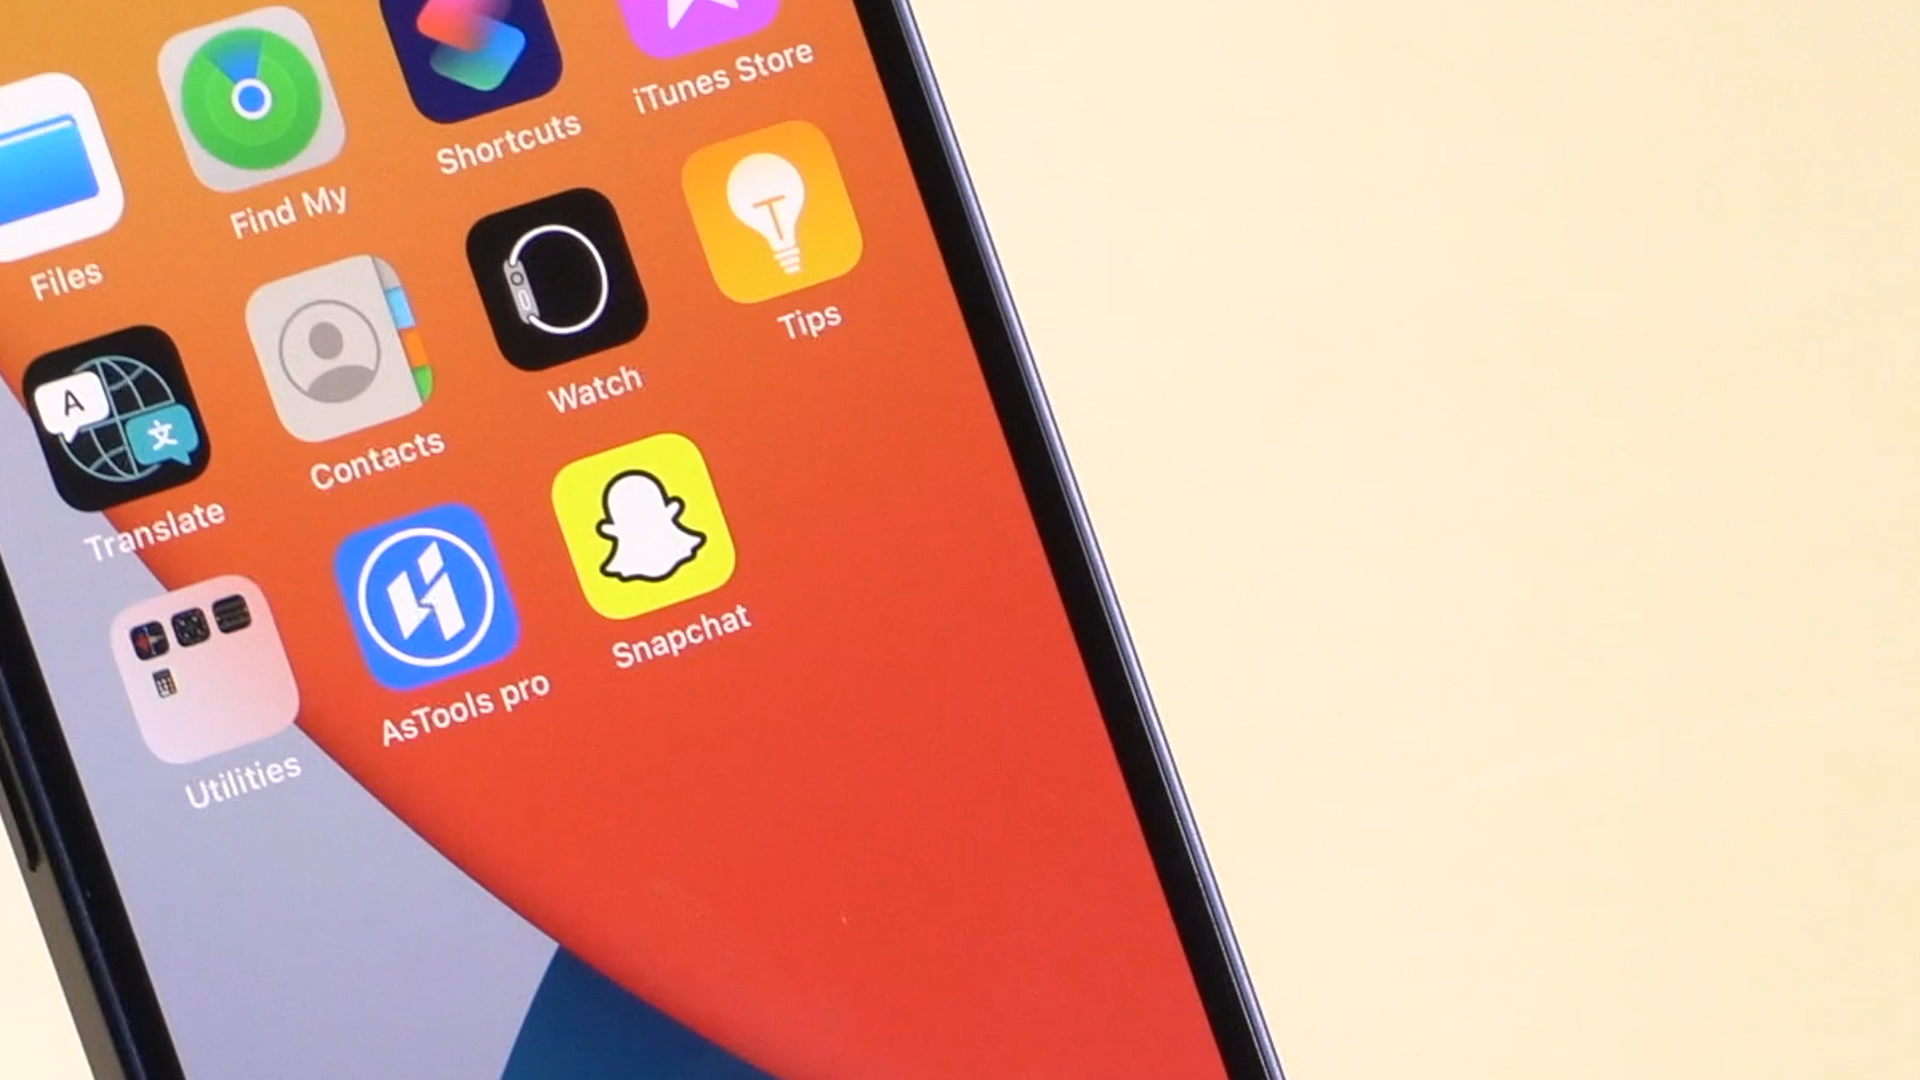 iTunes Store
Shortcuts
Find My
Files
T
Tips
Watch
Contacts
A
文
Translate
Snapchat
AsTools pro
Utilities